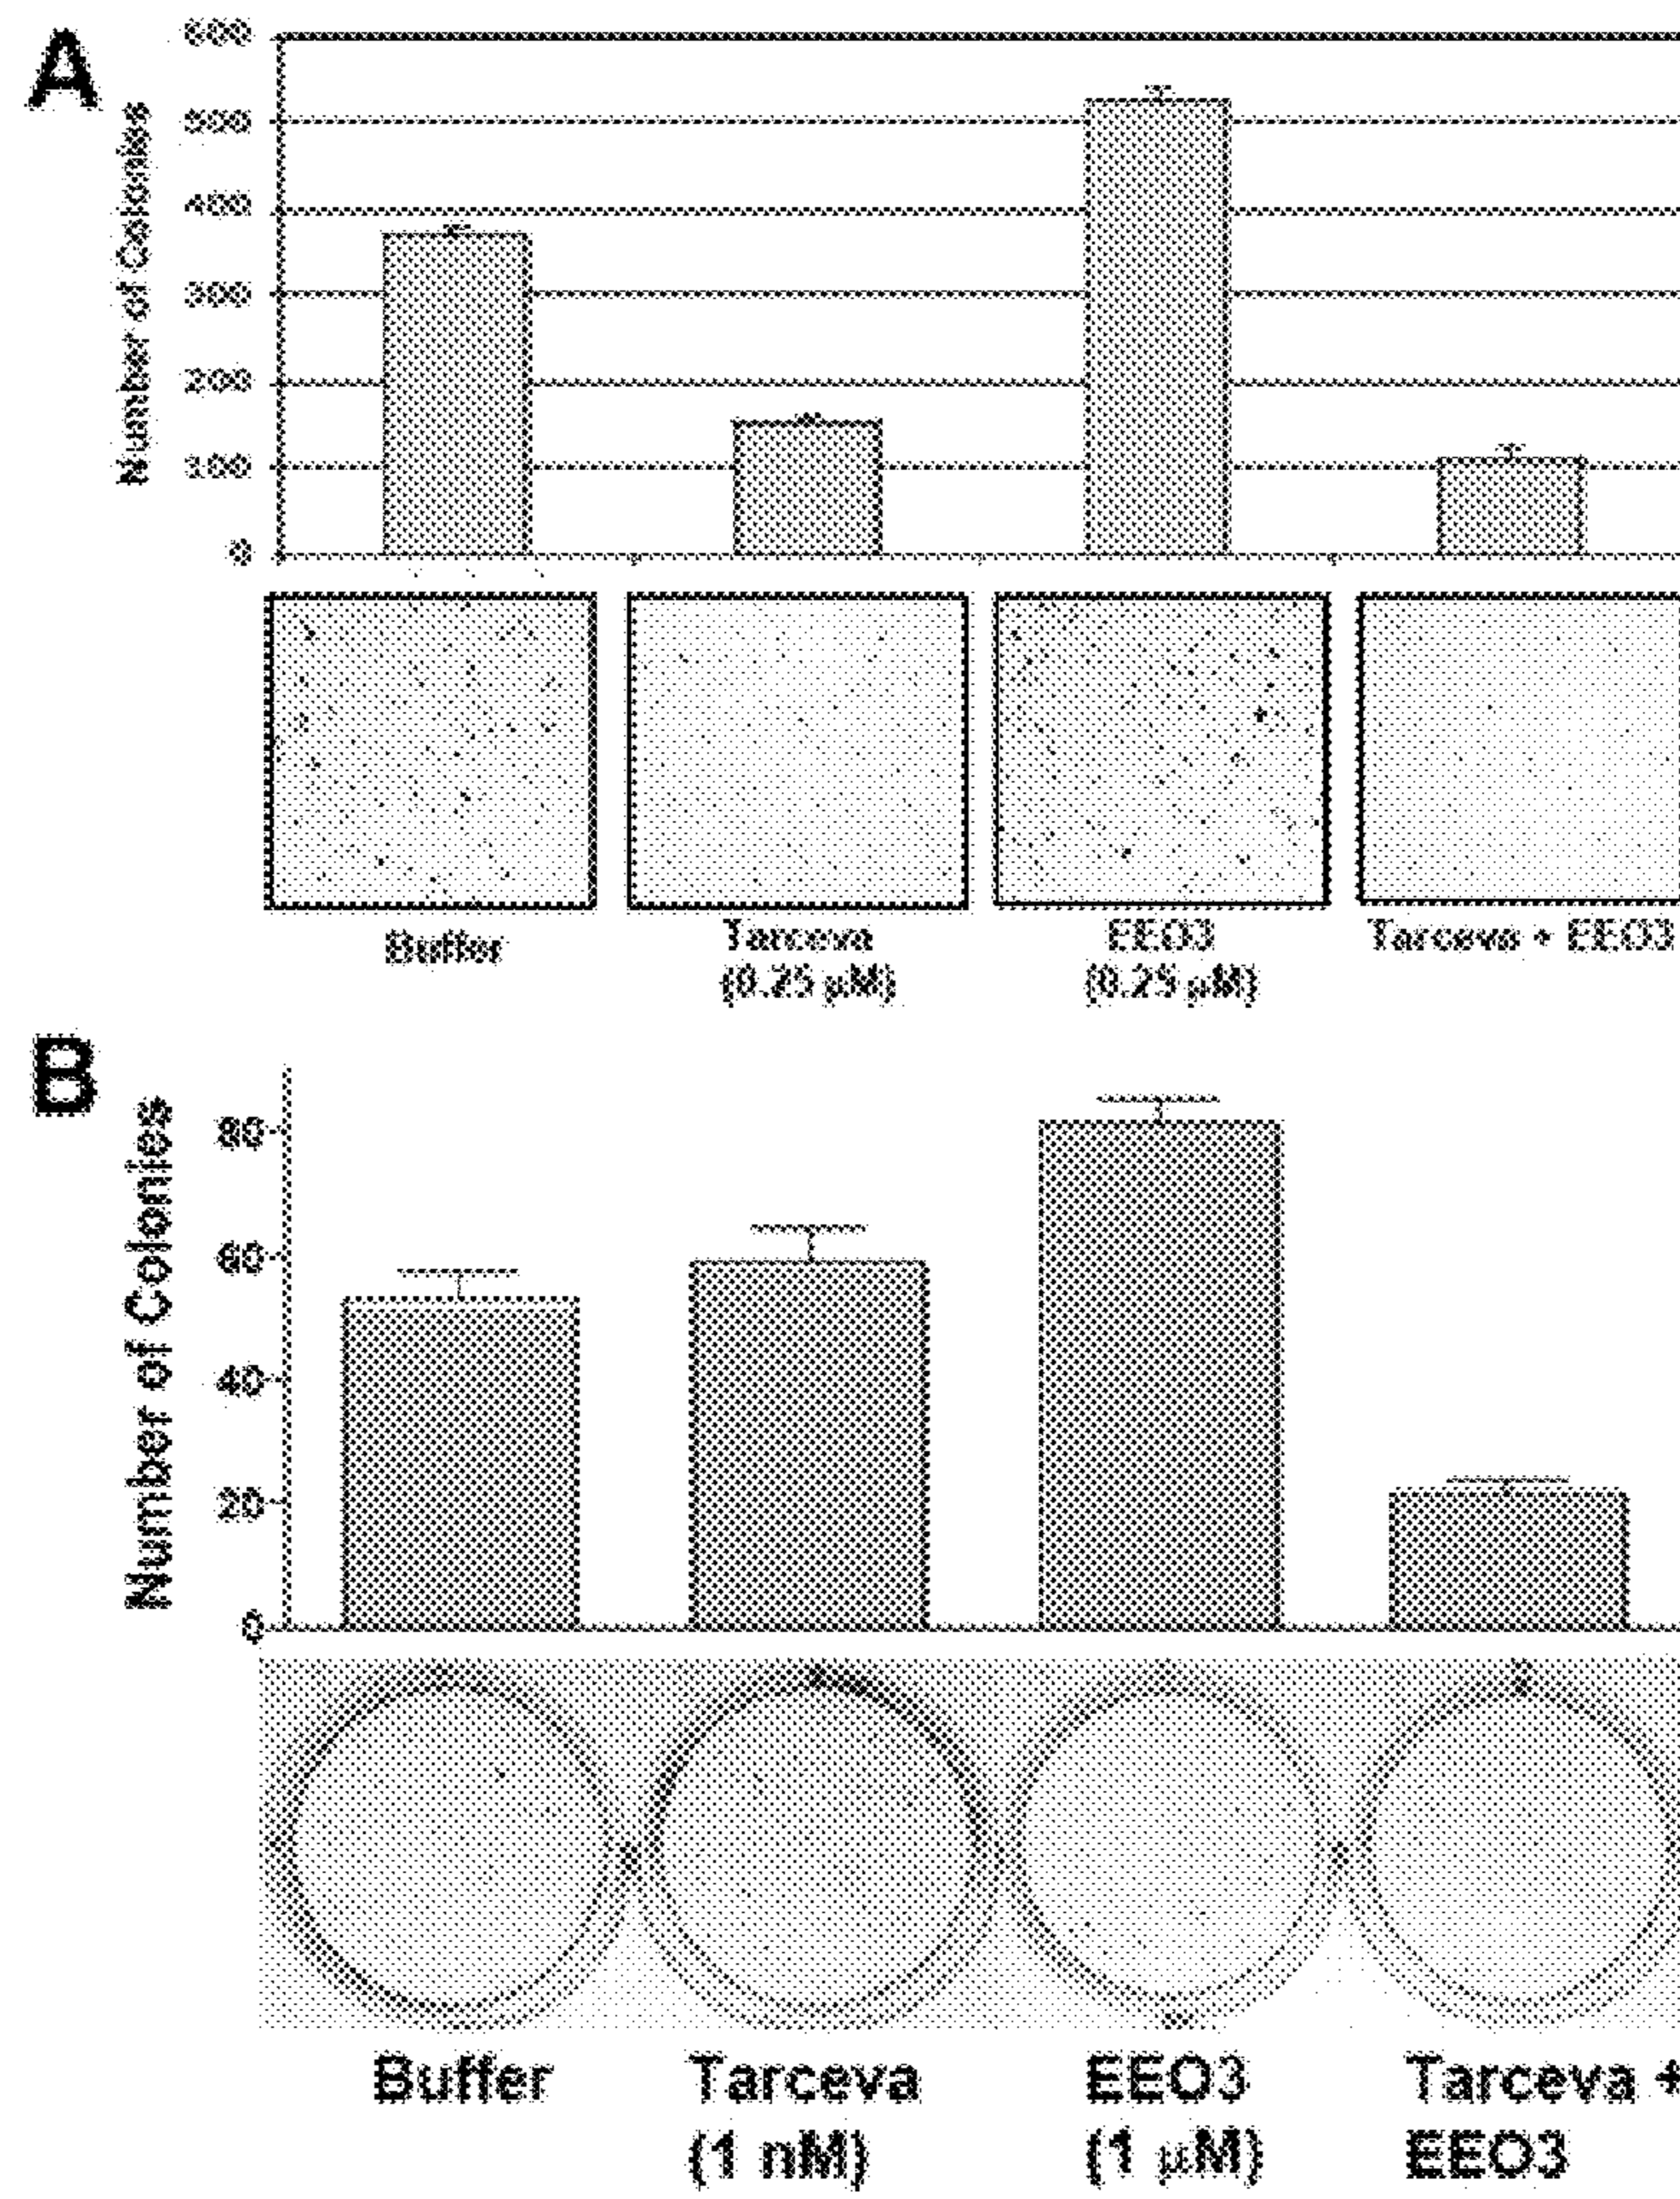 A
Number of Colonies
600
500
400
300
200
100
0
Buffer
Tarceva
(0.25 µM)
EEO3
(0.25 µM)
Tarceva + EEO3
B
Number of Colonies
80
60
40
20
0
Buffer
Tarceva
(1 nM)
EEO3
(1 µM)
Tarceva +
EEO3